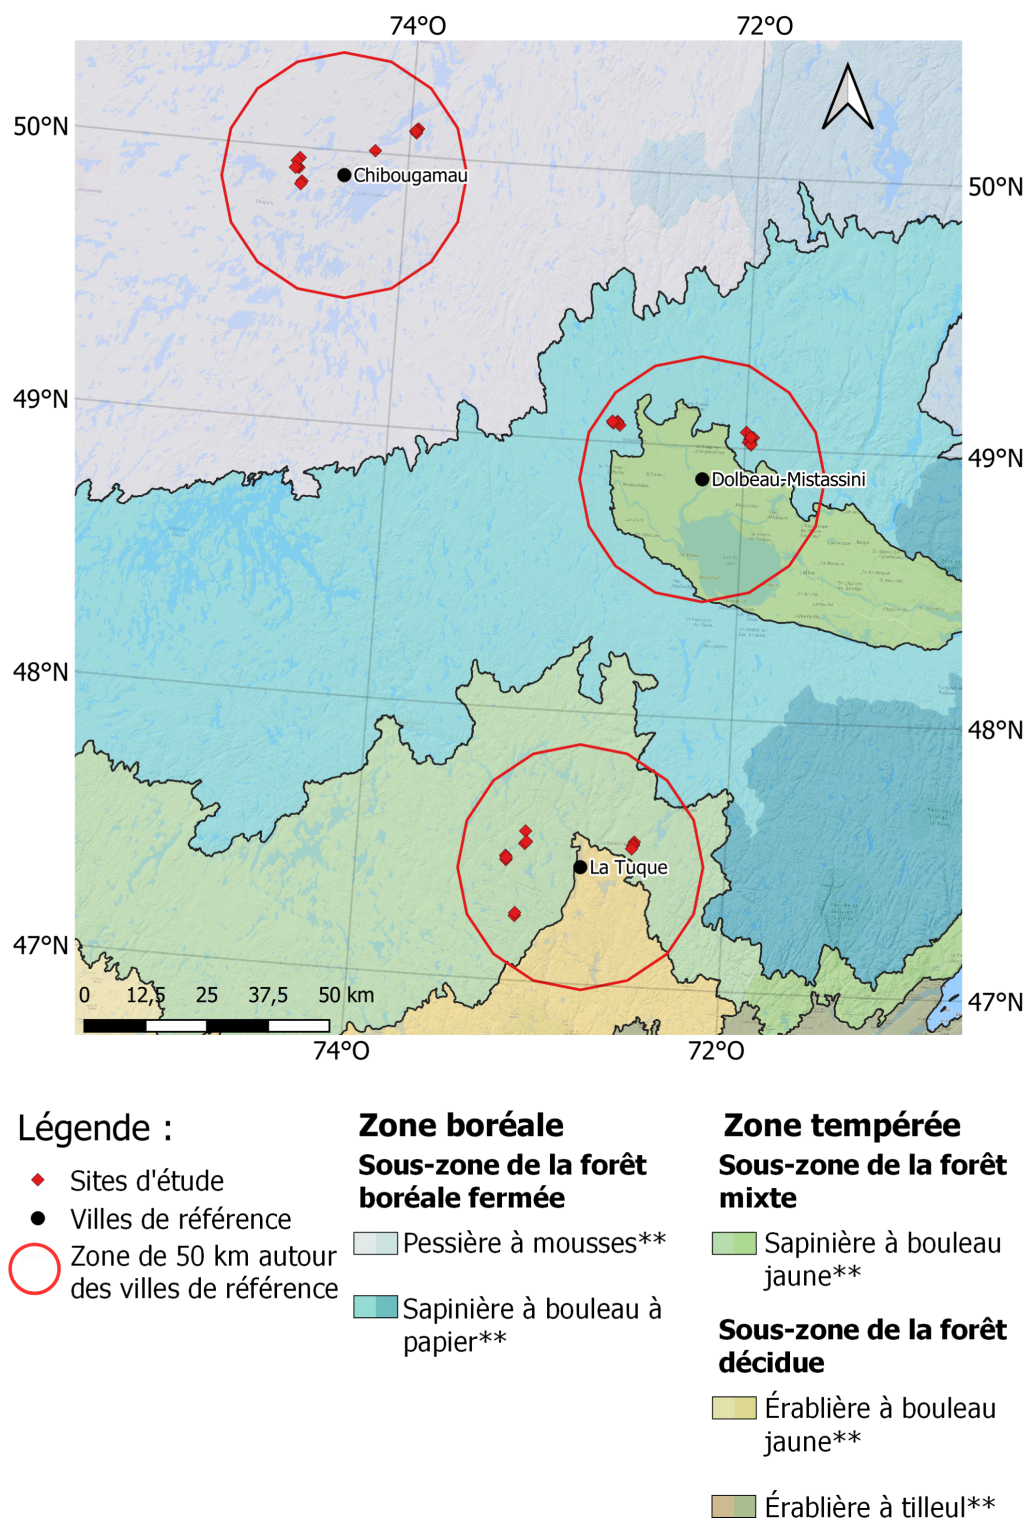 74°O 72°O
50°N
50°N
Chibougamau
49°N
49°N
Dolbeau-Mistassini
48°N
48°N
La Tuque
47°N
47°N
0 12,5 25 37,5 50 km
74°O 72°O
Légende :
Sites d'étude
Villes de référence
Zone de 50 km autour
des villes de référence
Zone boréale
Sous-zone de la forêt
boréale fermée
Pessière à mousses**
Sapinière à bouleau à
papier**
Zone tempérée
Sous-zone de la forêt
mixte
Sapinière à bouleau
jaune**
Sous-zone de la forêt
décidue
Érablière à bouleau
jaune**
Érablière à tilleul**